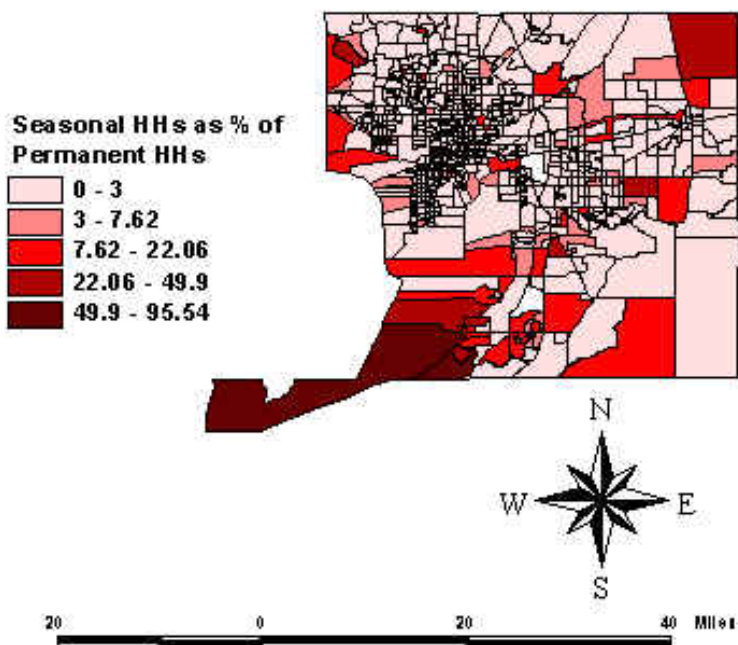 Seasonal HHs as % of
Permanent HHs
0 - 3
3 - 7.62
7.62 - 22.06
22.06 - 49.9
49.9 - 95.54
N
W E
S
20 0 20 40 Miles